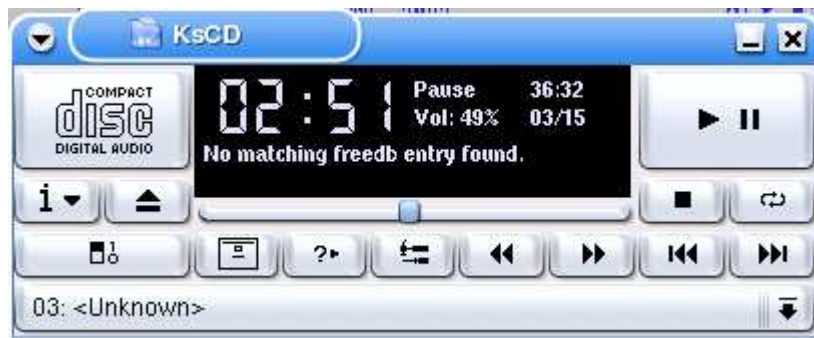 KsCD
COMPACT
disc
DIGITAL AUDIO
02:51
Pause 36:32
Vol: 49% 03/15
No matching freedb entry found.
i
?
03: <Unknown>